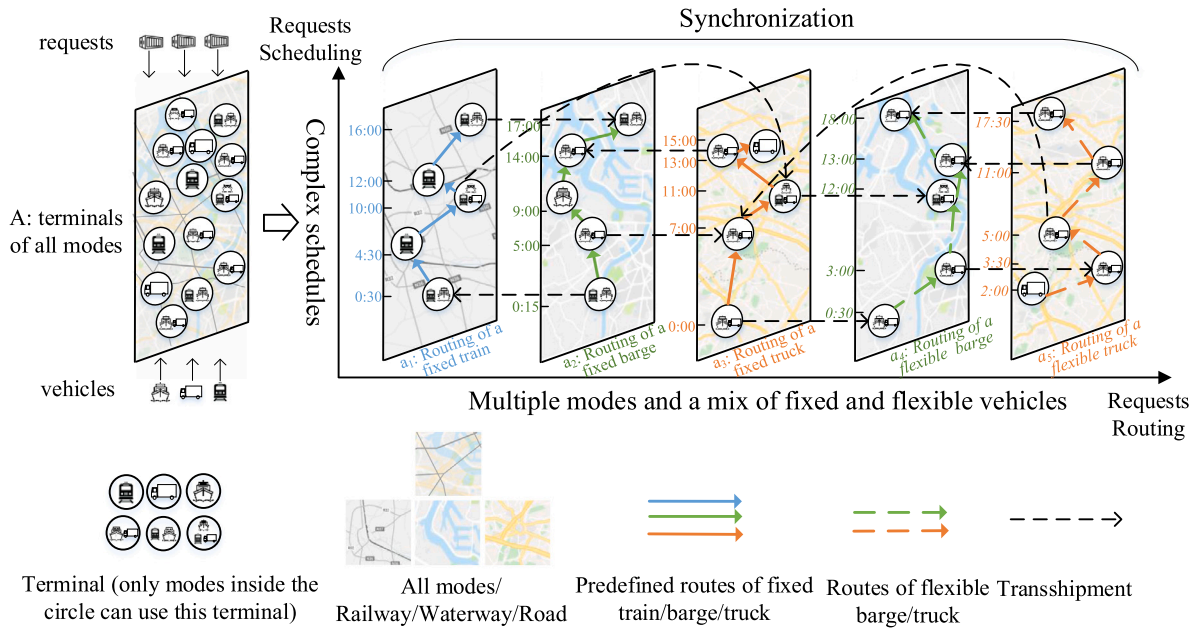 Synchronization
requests
Requests
Scheduling
A: terminals
of all modes
vehicles
Complex schedules
16:00
12:00
10:00
4:30
0:30
a₁: Routing of a
fixed train
17:00
14:00
9:00
5:00
0:15
a₂: Routing of a
fixed barge
15:00
13:00
11:00
7:00
0:00
a₃: Routing of a
fixed truck
18:00
13:00
12:00
3:00
0:30
a₄: Routing of a
flexible barge
17:30
11:00
5:00
3:30
2:00
a₅: Routing of a
flexible truck
Multiple modes and a mix of fixed and flexible vehicles
Requests
Routing
Terminal (only modes inside the
circle can use this terminal)
All modes/
Railway/Waterway/Road
Predefined routes of fixed
train/barge/truck
Routes of flexible
barge/truck
Transshipment